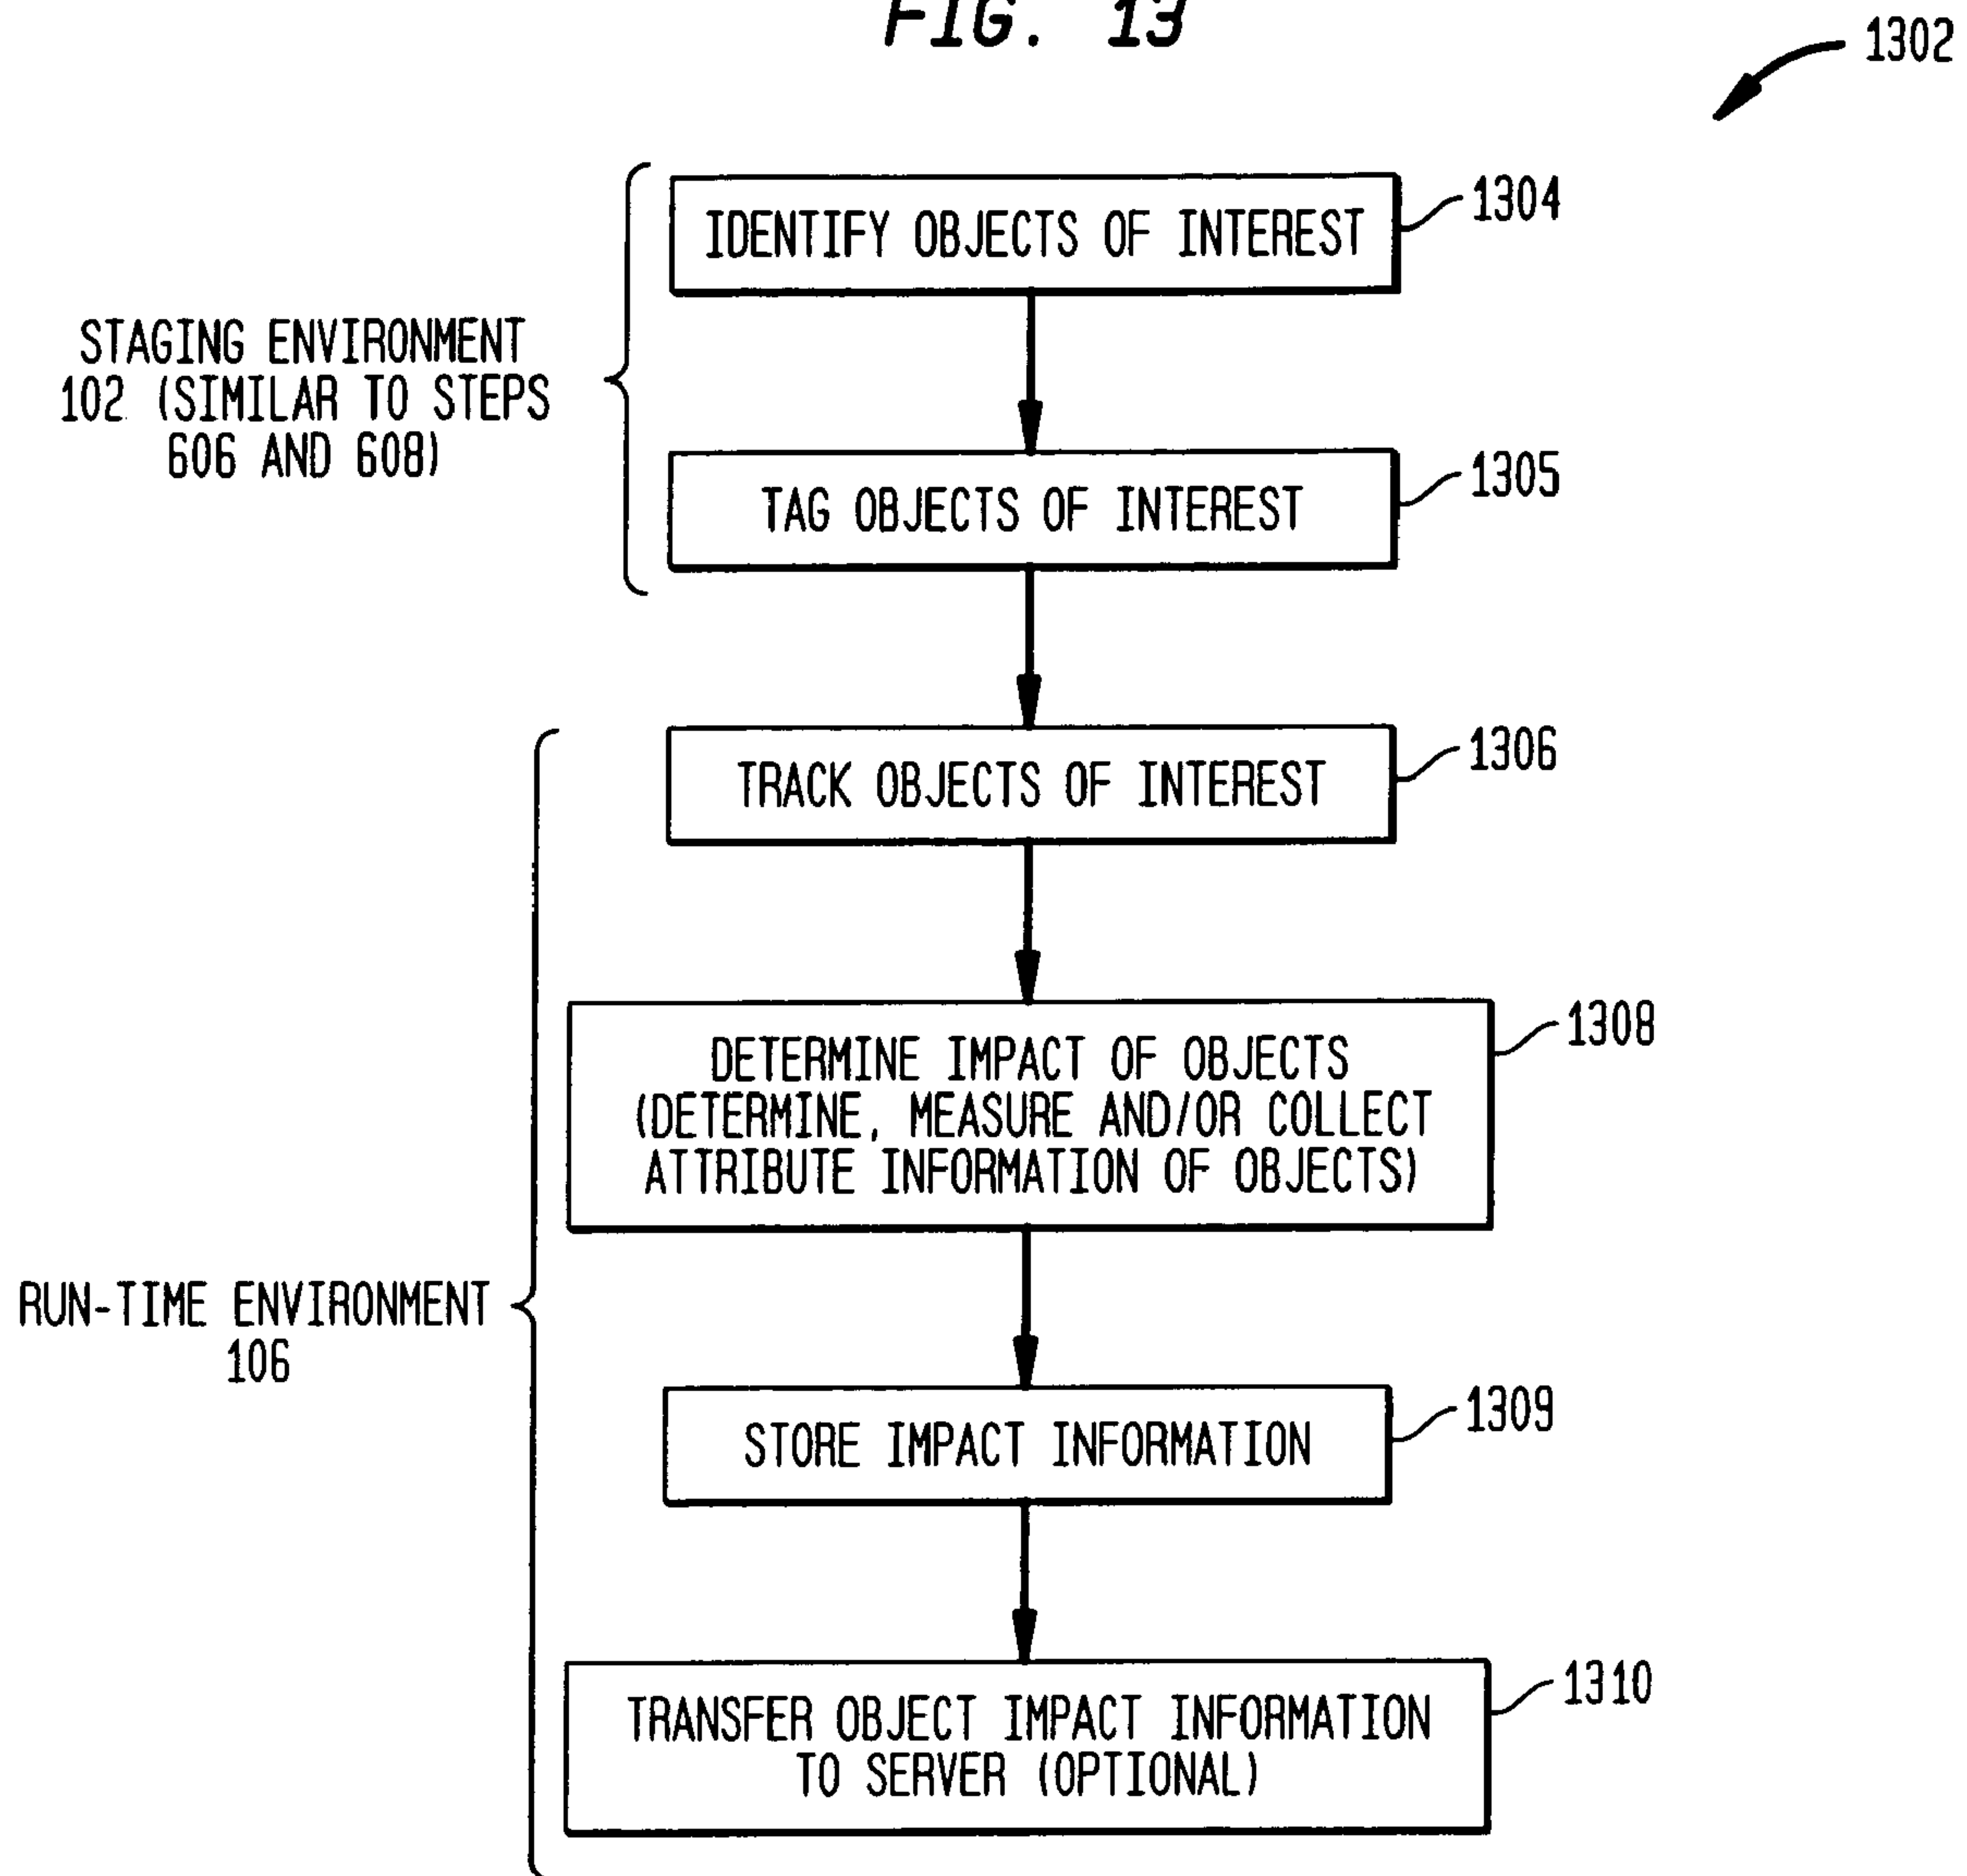 FIG. 13
1302
IDENTIFY OBJECTS OF INTEREST
1304
STAGING ENVIRONMENT
102 (SIMILAR TO STEPS
606 AND 608)
TAG OBJECTS OF INTEREST
1305
TRACK OBJECTS OF INTEREST
1306
DETERMINE IMPACT OF OBJECTS
(DETERMINE, MEASURE AND/OR COLLECT
ATTRIBUTE INFORMATION OF OBJECTS)
1308
RUN-TIME ENVIRONMENT
106
STORE IMPACT INFORMATION
1309
TRANSFER OBJECT IMPACT INFORMATION
TO SERVER (OPTIONAL)
1310